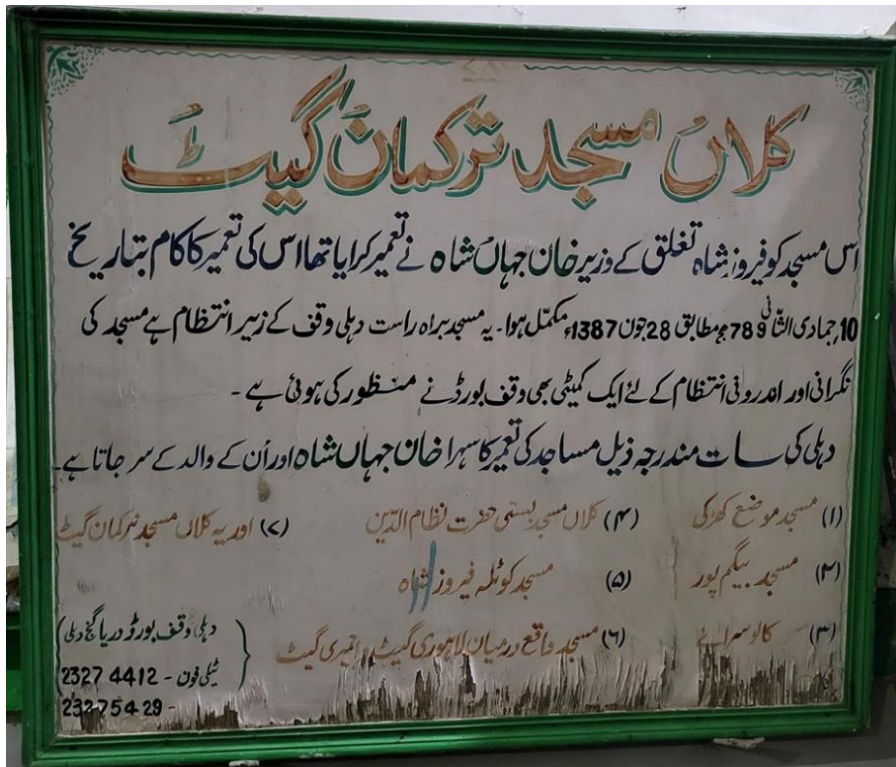 کلاں مسجد ترکمان گیٹ
اس مسجد کو فیروز شاہ تغلق کے وزیر خان جہاں شاہ نے تعمیر کرایا تھا اس کی تعمیر کا کام بتاریخ
10, جمادی الثانی 789ھ مطابق 28 جون 1387ء مکمّل ہوا۔ یہ مسجد براہ راست دہلی وقف کے زیر انتظام ہے مسجد کی
نگرانی اور اندرونی انتظام کے لئے ایک کمیٹی بھی وقف بورڈ نے منظور کی ہوئی ہے۔
دہلی کی سات مندرجہ ذیل مساجد کی تعمیر کا سہرا خان جہاں شاہ اور اُن کے والد کے سر جاتا ہے۔
(۱) مسجد موضع کھڑکی (۴) کلاں مسجد بستی حضرت نظام الدّین (۷) اور یہ کلاں مسجد ترکمان گیٹ
(۲) مسجد بیگم پور (۵) مسجد کوٹلہ فیروز شاہ
(۳) کالو سرائے (۶) مسجد واقع درمیان لاہوری گیٹ، اجمیری گیٹ
دہلی وقف بورڈ دریا گنج دہلی
ٹیلی فون - 2327 4412
23275429 -